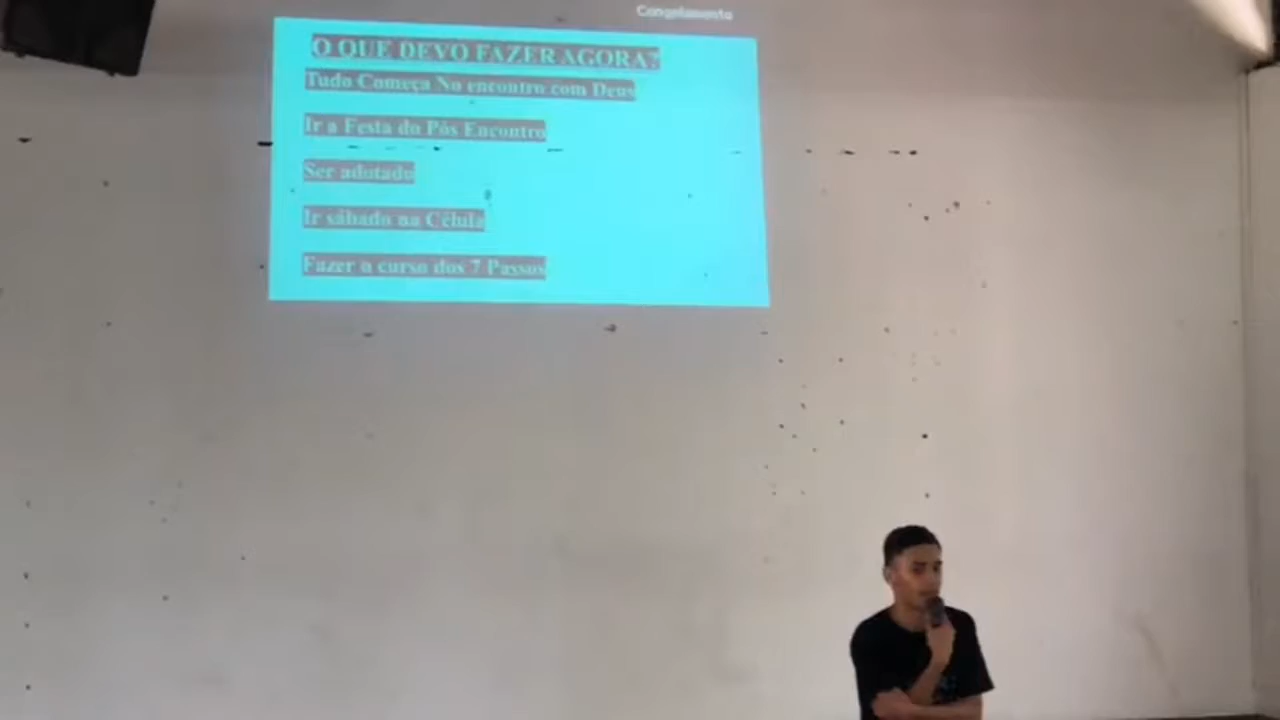 Congelamento
O QUE DEVO FAZER AGORA?
Tudo Começa No encontro com Deus
Ir a Festa do Pós Encontro
Ser adotado
Ir sábado na Célula
Fazer o curso dos 7 Passos